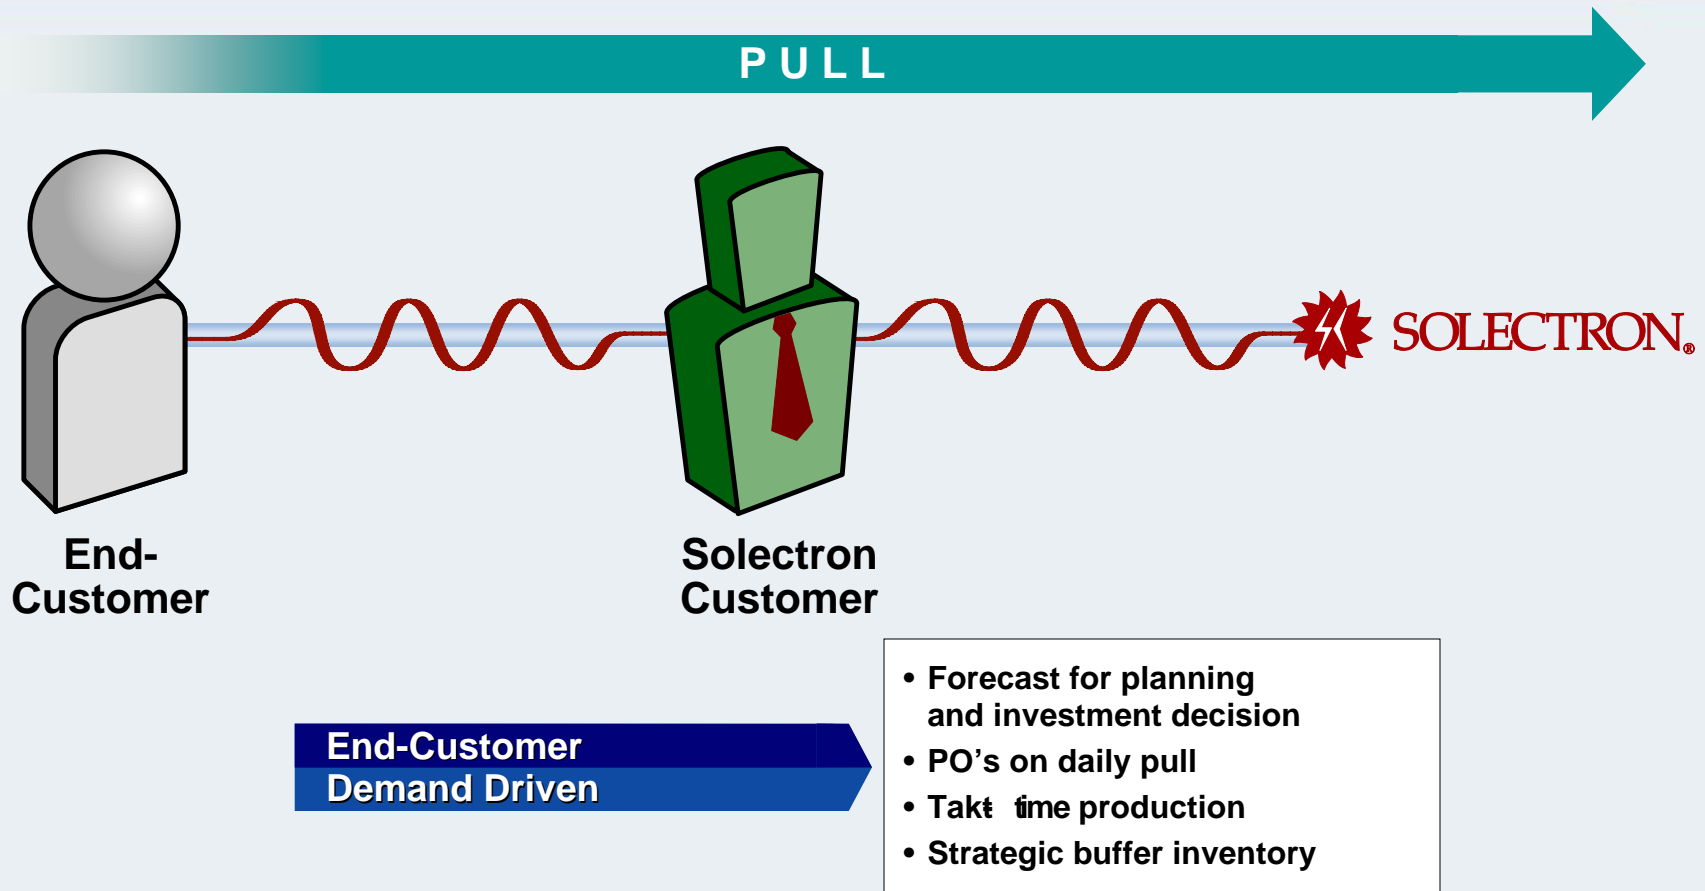 P U L L
SOLECTRON®
End-
Customer
Solectron
Customer
End-Customer
Demand Driven
• Forecast for planning
and investment decision
• PO's on daily pull
• Takt time production
• Strategic buffer inventory